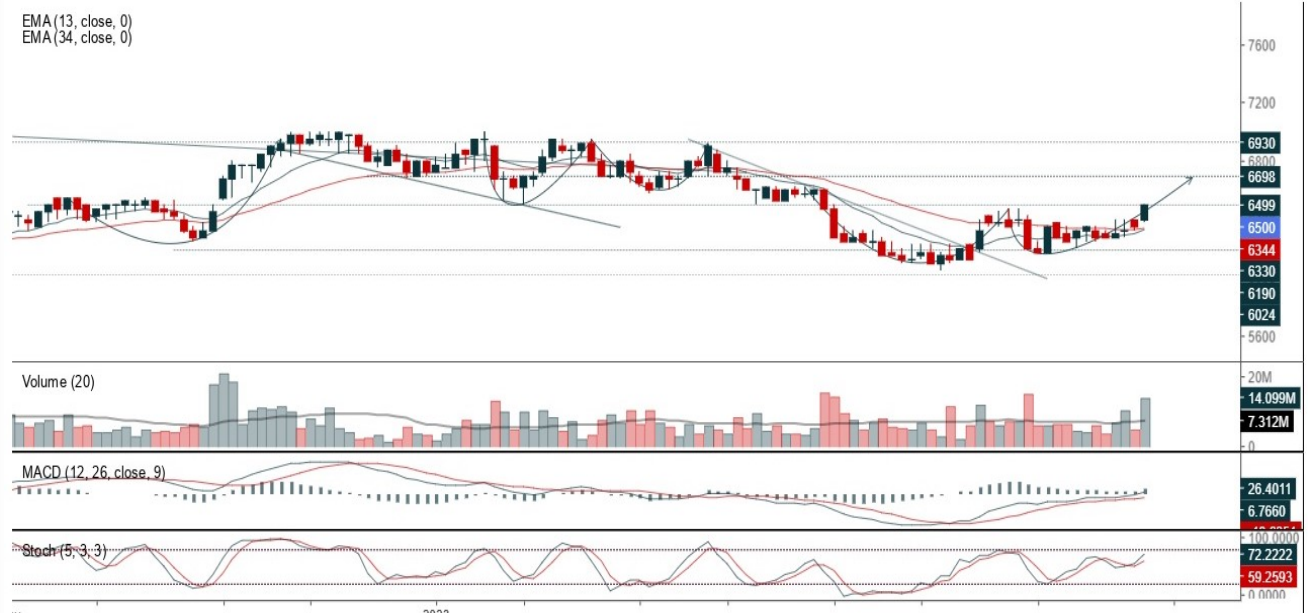 EMA (13, close, 0)
EMA (34, close, 0)
7600
7200
6930
6800
6698
6499
6500
6344
6330
6190
6024
5600
Volume (20)
20M
14.099M
7.312M
0
MACD (12, 26, close, 9)
26.4011
6.7660
Stoch (5, 3, 3)
100.0000
72.2222
59.2593
0.0000